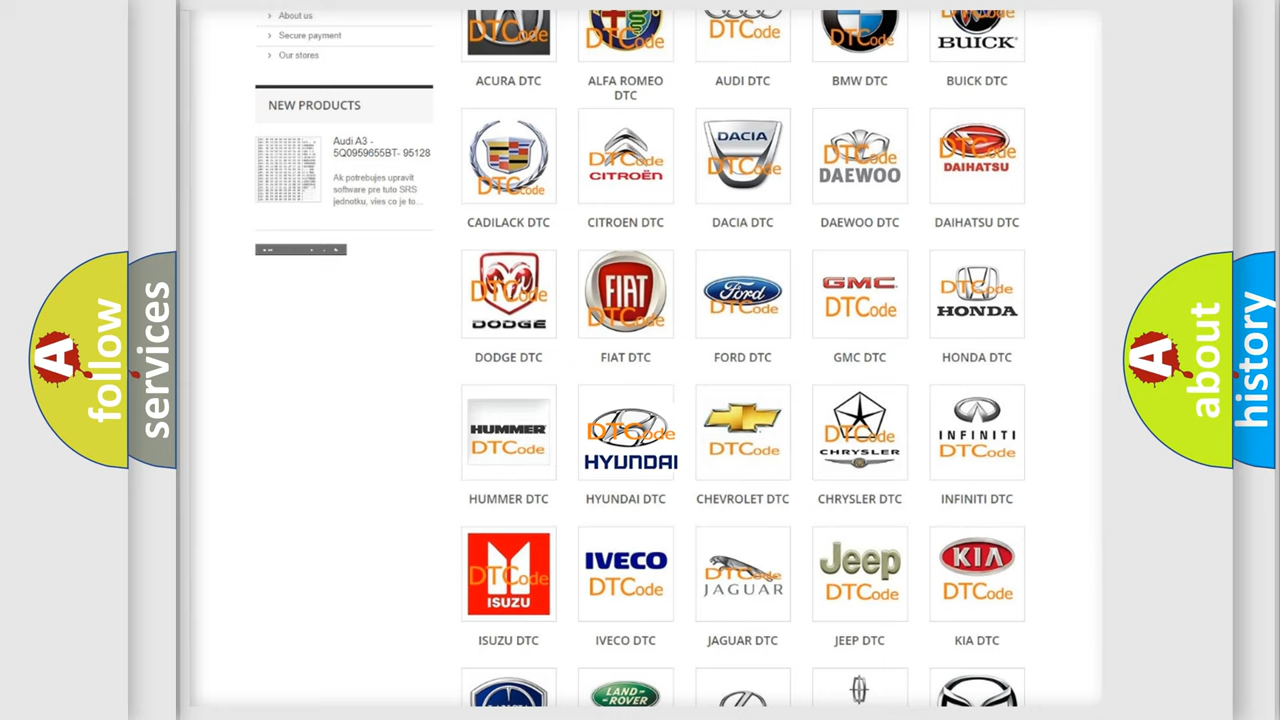 About us
Secure payment
Our stores
NEW PRODUCTS
Audi A3 -
5Q0959655BT- 95128
Ak potrebujes upravit
software pre tuto SRS
jednotku, vies co je to...
DTCode
DTCode
DTCode
DTCode
BUICK
ACURA DTC
ALFA ROMEO
DTC
AUDI DTC
BMW DTC
BUICK DTC
DTCode
DTCode
CITROËN
DACIA
DTCode
DTCode
DAEWOO
DTCode
DAIHATSU
CADILACK DTC
CITROEN DTC
DACIA DTC
DAEWOO DTC
DAIHATSU DTC
DTCode
DODGE
FIAT
DTCode
Ford
DTCode
GMC
DTCode
DTCode
HONDA
DODGE DTC
FIAT DTC
FORD DTC
GMC DTC
HONDA DTC
HUMMER
DTCode
DTCode
HYUNDAI
DTCode
DTCode
CHRYSLER
INFINITI
DTCode
HUMMER DTC
HYUNDAI DTC
CHEVROLET DTC
CHRYSLER DTC
INFINITI DTC
DTCode
ISUZU
IVECO
DTCode
DTCode
JAGUAR
Jeep
DTCode
KIA
DTCode
ISUZU DTC
IVECO DTC
JAGUAR DTC
JEEP DTC
KIA DTC
LAND-
ROVER
A
follow
services
A
about
history